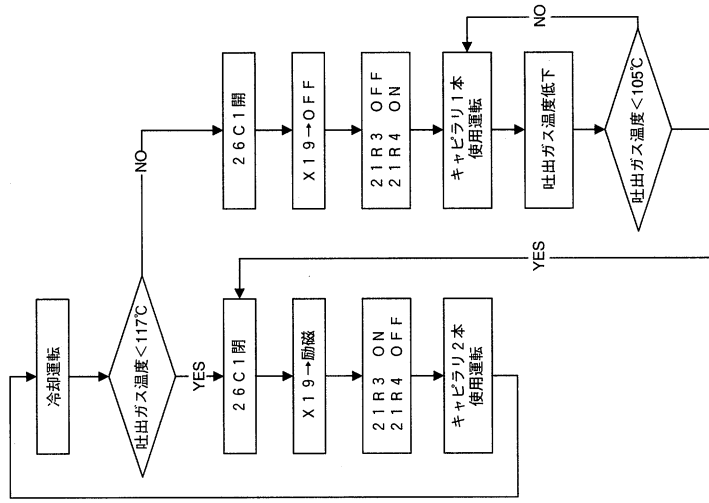 冷却運転
吐出ガス温度<117℃
YES
NO
26C1閉
X19→励磁
21R3 ON
21R4 OFF
キャピラリ2本
使用運転
26C1開
X19→OFF
21R3 OFF
21R4 ON
キャピラリ1本
使用運転
吐出ガス温度低下
吐出ガス温度<105℃
NO
YES